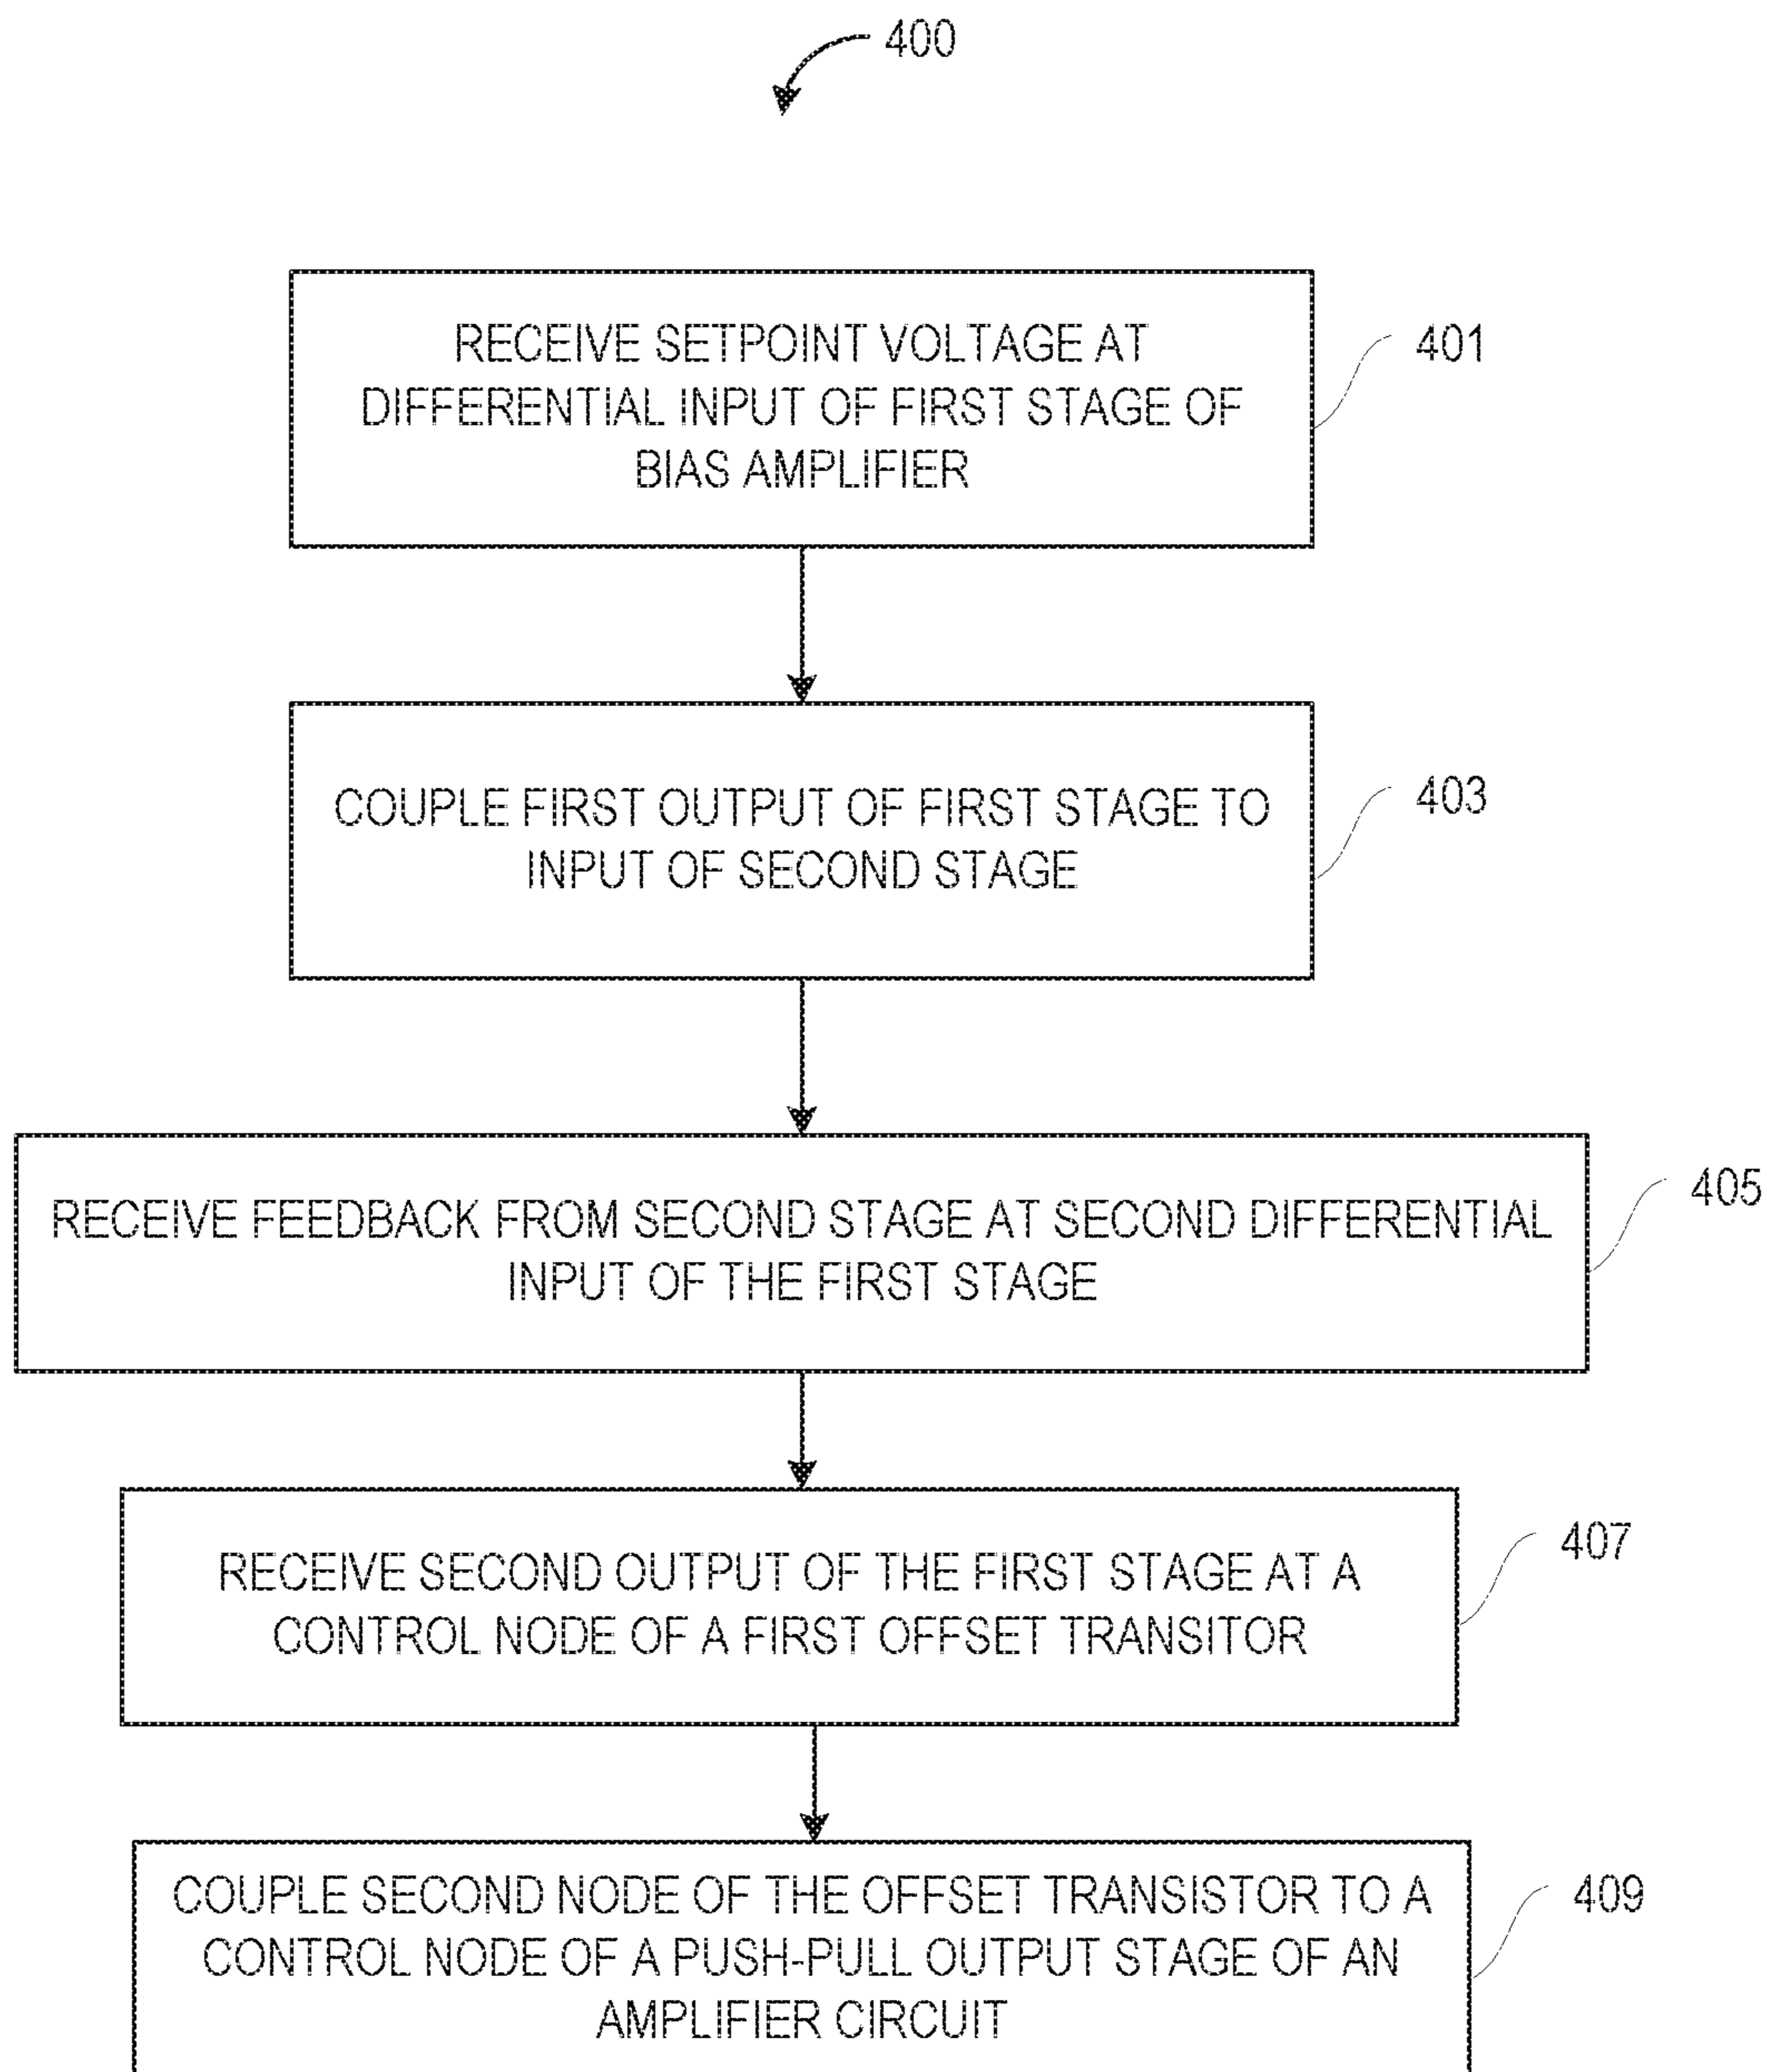 400
RECEIVE SETPOINT VOLTAGE AT
DIFFERENTIAL INPUT OF FIRST STAGE OF
BIAS AMPLIFIER
401
COUPLE FIRST OUTPUT OF FIRST STAGE TO
INPUT OF SECOND STAGE
403
RECEIVE FEEDBACK FROM SECOND STAGE AT SECOND DIFFERENTIAL
INPUT OF THE FIRST STAGE
405
RECEIVE SECOND OUTPUT OF THE FIRST STAGE AT A
CONTROL NODE OF A FIRST OFFSET TRANSITOR
407
COUPLE SECOND NODE OF THE OFFSET TRANSISTOR TO A
CONTROL NODE OF A PUSH-PULL OUTPUT STAGE OF AN
AMPLIFIER CIRCUIT
409